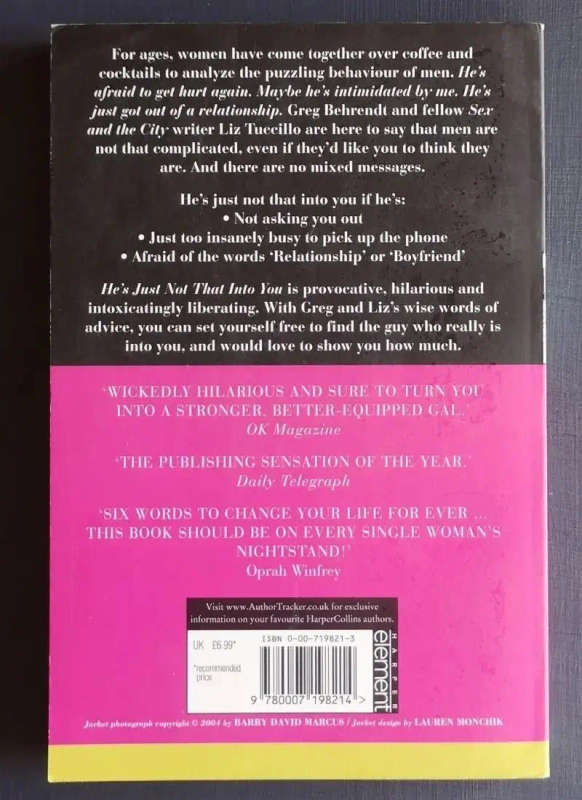 For ages, women have come together over coffee and
cocktails to analyze the puzzling behaviour of men. He's
afraid to get hurt again. Maybe he's intimidated by me. He's
just got out of a relationship. Greg Behrendt and fellow Sex
and the City writer Liz Tuccillo are here to say that men are
not that complicated, even if they'd like you to think they
are. And there are no mixed messages.
He's just not that into you if he's:
• Not asking you out
• Just too insanely busy to pick up the phone
• Afraid of the words 'Relationship' or 'Boyfriend'
He's Just Not That Into You is provocative, hilarious and
intoxicatingly liberating. With Greg and Liz's wise words of
advice, you can set yourself free to find the guy who really is
into you, and would love to show you how much.
'WICKEDLY HILARIOUS AND SURE TO TURN YOU
INTO A STRONGER, BETTER-EQUIPPED GAL.'
OK Magazine
'THE PUBLISHING SENSATION OF THE YEAR.'
Daily Telegraph
'SIX WORDS TO CHANGE YOUR LIFE FOR EVER ...
THIS BOOK SHOULD BE ON EVERY SINGLE WOMAN'S
NIGHTSTAND!'
Oprah Winfrey
Visit www.AuthorTracker.co.uk for exclusive
information on your favourite HarperCollins authors.
UK £6.99*
*recommended
price
ISBN 0-00-719821-3
9 780007 198214 >
HARPER
element
Jacket photograph copyright © 2004 by BARRY DAVID MARCUS / Jacket design by LAUREN MONCHIK